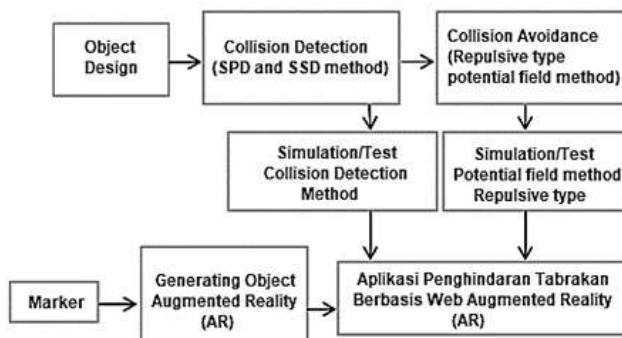 Object
Design
Collision Detection
(SPD and SSD method)
Collision Avoidance
(Repulsive type
potential field method)
Simulation/Test
Collision Detection
Method
Simulation/Test
Potential field method
Repulsive type
Marker
Generating Object
Augmented Reality
(AR)
Aplikasi Penghindaran Tabrakan
Berbasis Web Augmented Reality
(AR)